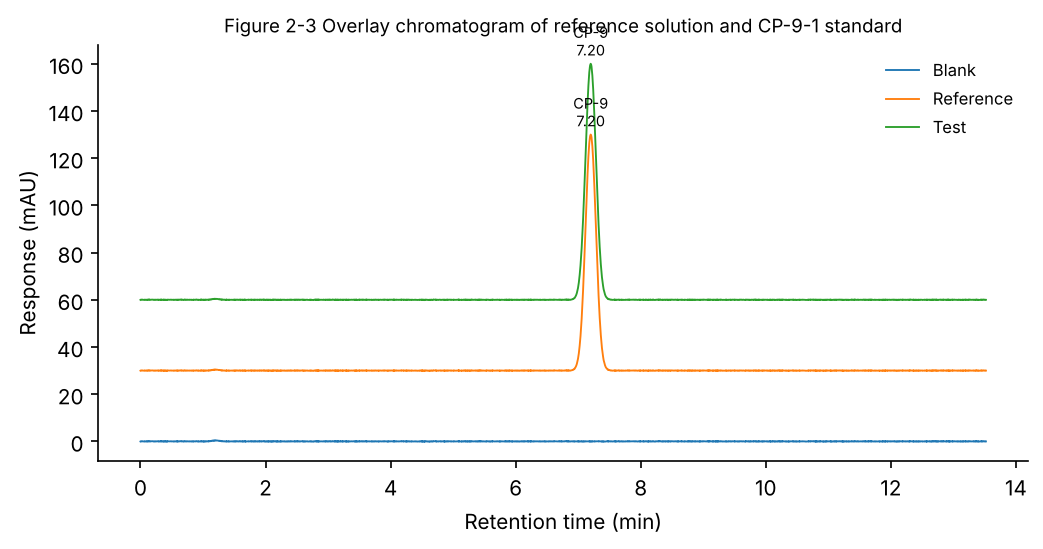 Figure 2-3 Overlay chromatogram of reference solution and CP-9-1 standard
CP-9
7.20
CP-9
7.20
Blank
Reference
Test
Response (mAU)
160
140
120
100
80
60
40
20
0
0 2 4 6 8 10 12 14
Retention time (min)